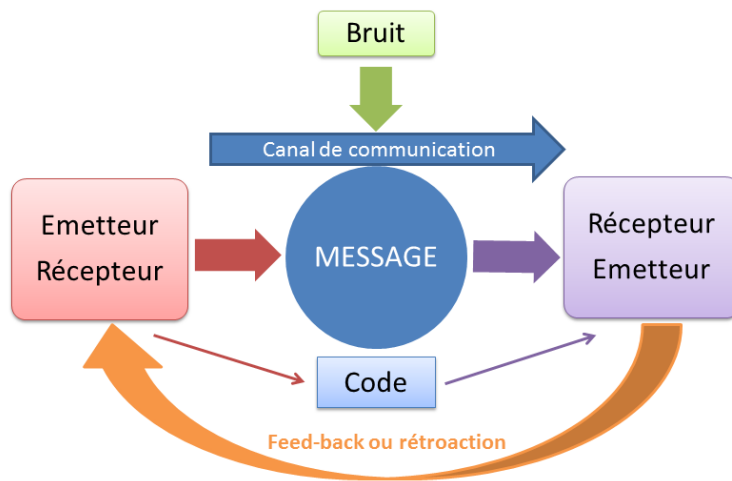 Bruit
Canal de communication
Emetteur
Récepteur
MESSAGE
Récepteur
Emetteur
Code
Feed-back ou rétroaction